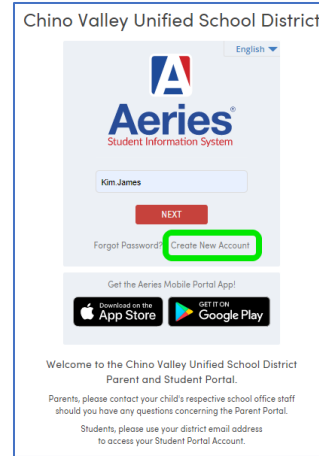 Chino Valley Unified School District
English
A
Aeries®
Student Information System
Kim.James
NEXT
Forgot Password? Create New Account
Get the Aeries Mobile Portal App!
Download on the App Store
GET IT ON Google Play
Welcome to the Chino Valley Unified School District
Parent and Student Portal.
Parents, please contact your child's respective school office staff
should you have any questions concerning the Parent Portal.
Students, please use your district email address
to access your Student Portal Account.